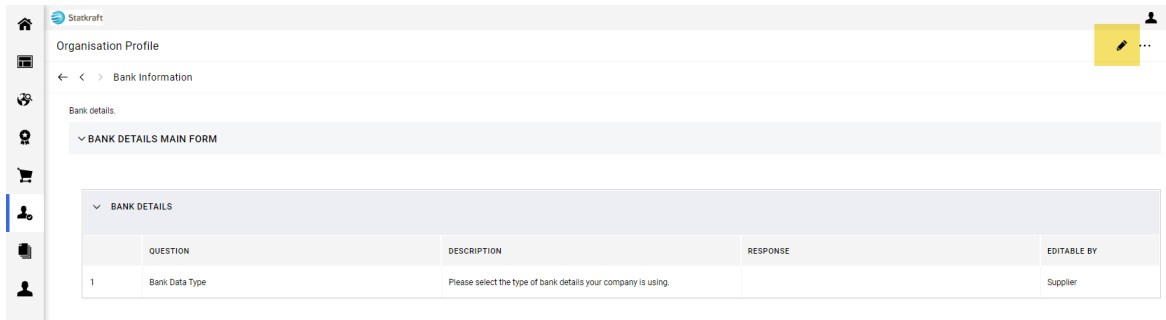 Statkraft
Organisation Profile
Bank Information
Bank details.
BANK DETAILS MAIN FORM
BANK DETAILS
QUESTION DESCRIPTION RESPONSE EDITABLE BY
1 Bank Data Type Please select the type of bank details your company is using. Supplier